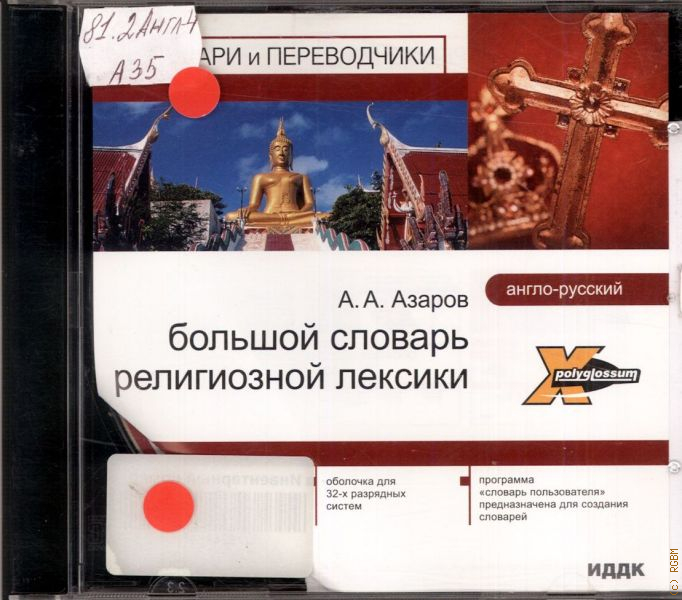 81.2Англ-4
А35
АРИ и ПЕРЕВОДЧИКИ
А. А. Азаров
англо-русский
большой словарь
религиозной лексики
polyglossum
оболочка для
32-х разрядных
систем
программа
«словарь пользователя»
предназначена для создания
словарей
ИДДК
(c) RGBM